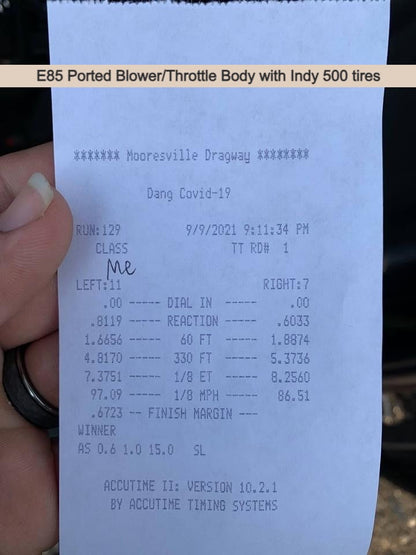 E85 Ported Blower/Throttle Body with Indy 500 tires
******* Mooresville Dragway ********
Dang Covid-19
RUN:129 9/9/2021 9:11:34 PM
CLASS TT RD# 1
Me
LEFT:11 RIGHT:7
.00 ----- DIAL IN ----- .00
.8119 ----- REACTION ----- .6033
1.6656 ----- 60 FT ----- 1.8874
4.8170 ----- 330 FT ----- 5.3736
7.3751 ----- 1/8 ET ----- 8.2560
97.09 ----- 1/8 MPH ----- 86.51
.6723 -- FINISH MARGIN ---
WINNER
AS 0.6 1.0 15.0 SL
ACCUTIME II: VERSION 10.2.1
BY ACCUTIME TIMING SYSTEMS